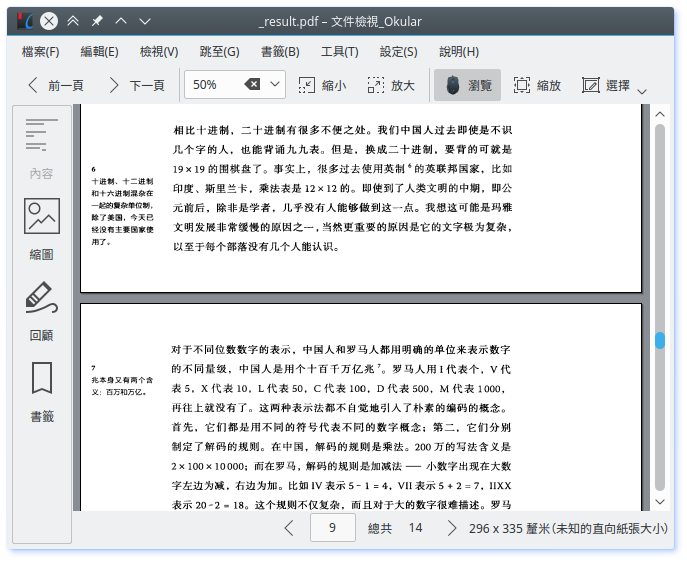 _result.pdf – 文件檢視_Okular
檔案(F) 編輯(E) 檢視(V) 跳至(G) 書籤(B) 工具(T) 設定(S) 說明(H)
前一頁 下一頁 50% 縮小 放大 瀏覽 縮放 選擇
內容
縮圖
回顧
書籤
相比十进制，二十进制有很多不便之处。我们中国人过去即使是不识
几个字的人，也能背诵九九表。但是，换成二十进制，要背的可就是
19×19 的围棋盘了。事实上，很多过去使用英制⁶ 的英联邦国家，比如
印度、斯里兰卡，乘法表是 12×12 的。即使到了人类文明的中期，即公
元前后，除非是学者，几乎没有人能够做到这一点。我想这可能是玛雅
文明发展非常缓慢的原因之一，当然更重要的原因是它的文字极为复杂，
以至于每个部落没有几个人能认识。
6
十进制、十二进制
和十六进制混杂在
一起的复杂单位制，
除了美国，今天已
经没有主要国家使
用了。
对于不同位数数字的表示，中国人和罗马人都用明确的单位来表示数字
的不同量级，中国人是用个十百千万亿兆⁷。罗马人用 I 代表个，V 代
表 5，X 代表 10，L 代表 50，C 代表 100，D 代表 500，M 代表 1000，
再往上就没有了。这两种表示法都不自觉地引入了朴素的编码的概念。
首先，它们都是用不同的符号代表不同的数字概念；第二，它们分别
制定了解码的规则。在中国，解码的规则是乘法。200 万的写法含义是
2×100×10000；而在罗马，解码的规则是加减法 —— 小数字出现在大数
字左边为减，右边为加。比如 IV 表示 5－1 = 4，VII 表示 5 + 2 = 7，IIXX
表示 20－2 = 18。这个规则不仅复杂，而且对于大的数字很难描述。罗马
7
兆本身又有两个含
义：百万和万亿。
9 總共 14 296 x 335 釐米 (未知的直向紙張大小)